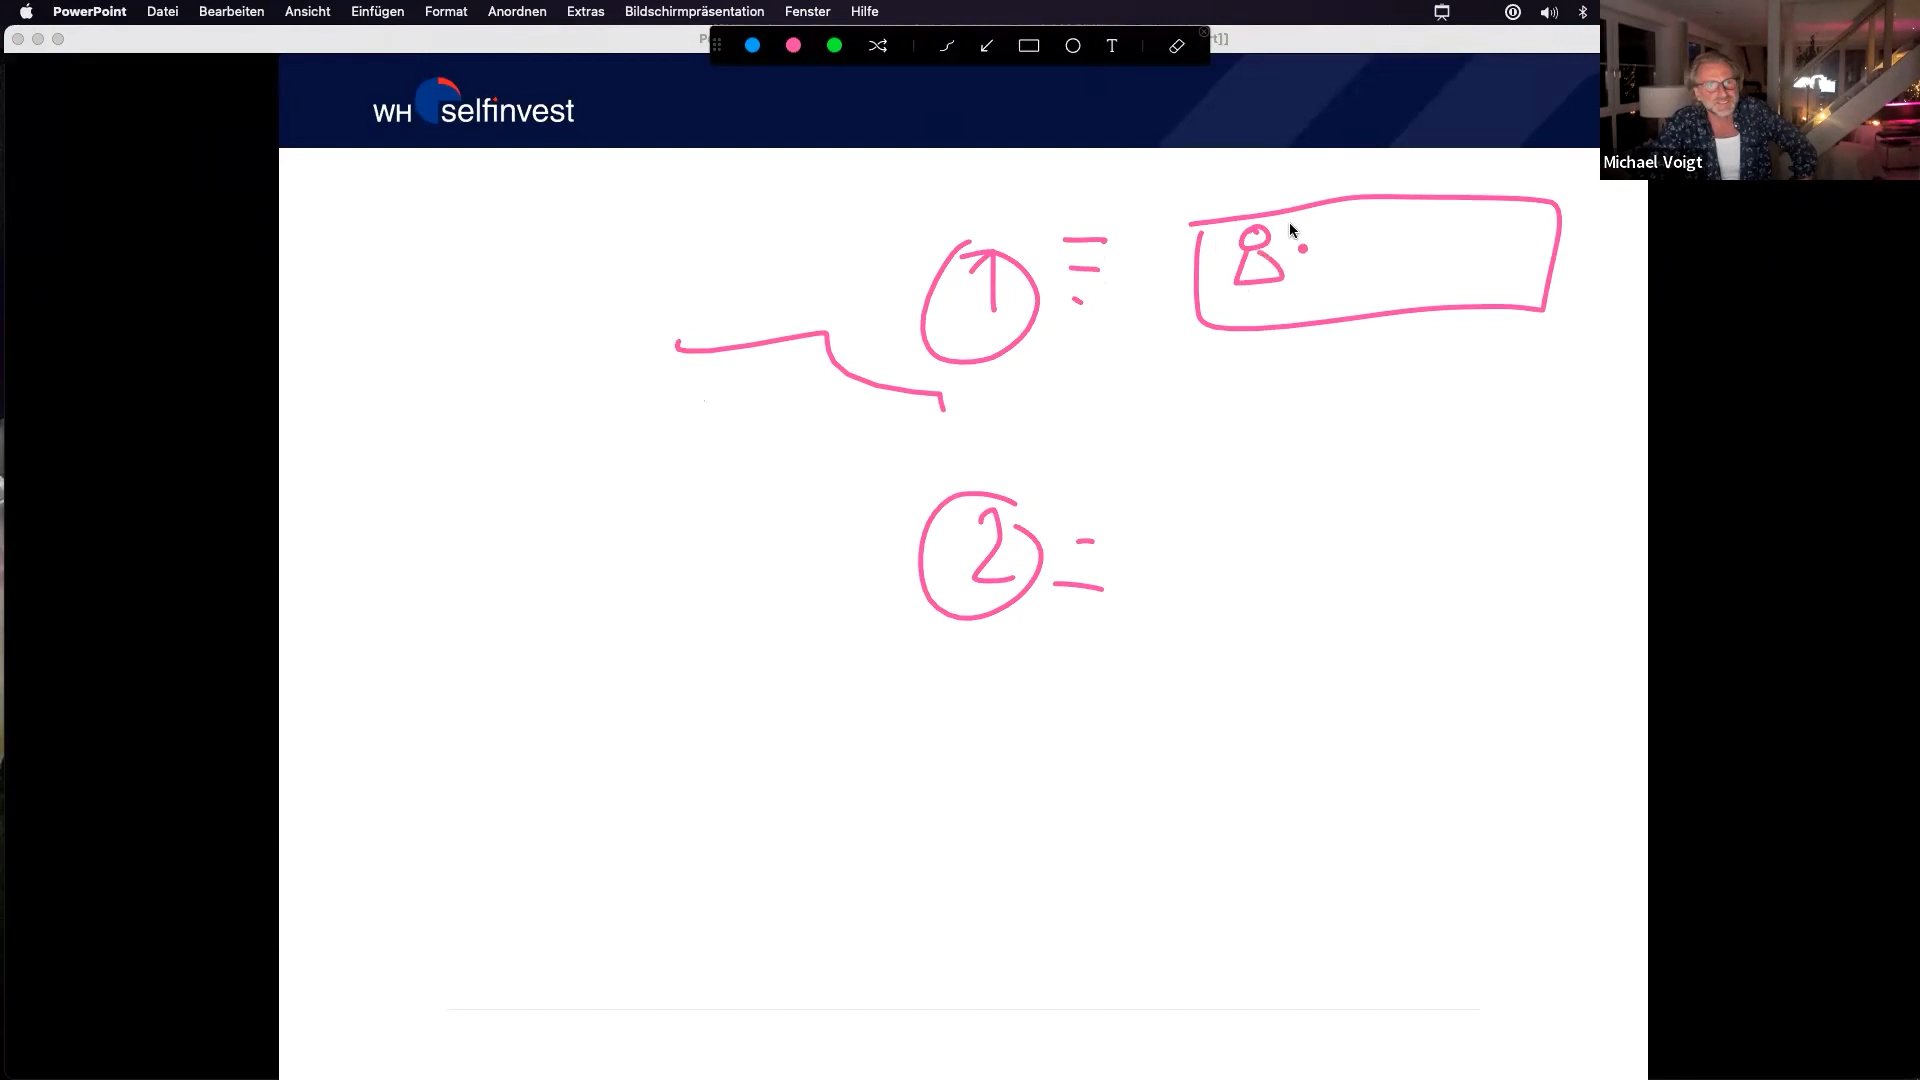 PowerPoint Datei Bearbeiten Ansicht Einfügen Format Anordnen Extras Bildschirmpräsentation Fenster Hilfe
T
WH selfinvest
Michael Voigt
1
2